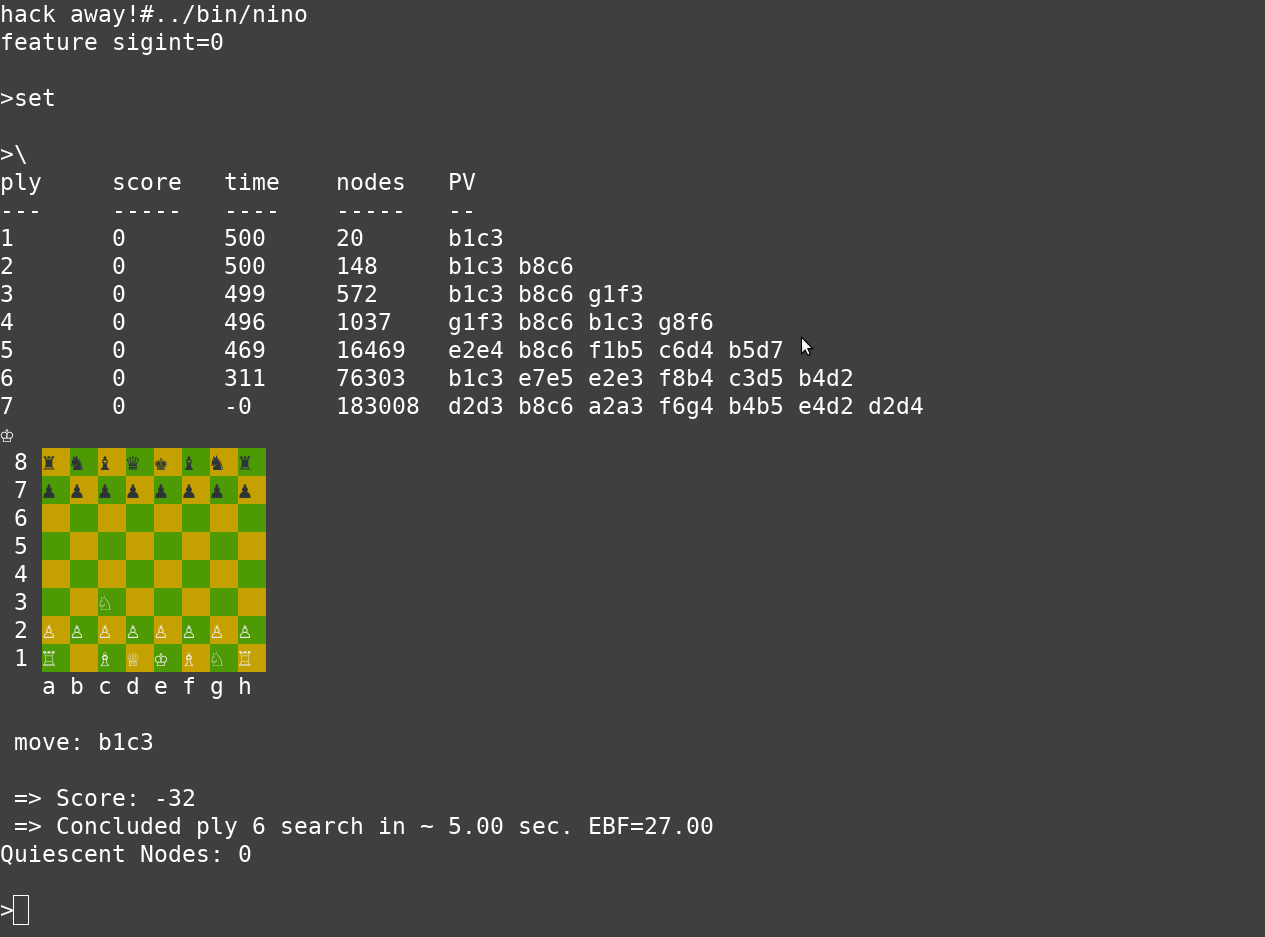 hack away!#../bin/nino
feature sigint=0
>set
>\
ply score time nodes PV
--- ----- ---- ----- --
1 0 500 20 b1c3
2 0 500 148 b1c3 b8c6
3 0 499 572 b1c3 b8c6 g1f3
4 0 496 1037 g1f3 b8c6 b1c3 g8f6
5 0 469 16469 e2e4 b8c6 f1b5 c6d4 b5d7
6 0 311 76303 b1c3 e7e5 e2e3 f8b4 c3d5 b4d2
7 0 -0 183008 d2d3 b8c6 a2a3 f6g4 b4b5 e4d2 d2d4
♔
8 ♜ ♞ ♝ ♛ ♚ ♝ ♞ ♜
7 ♟ ♟ ♟ ♟ ♟ ♟ ♟ ♟
6
5
4
3 ♘
2 ♙ ♙ ♙ ♙ ♙ ♙ ♙ ♙
1 ♖ ♗ ♕ ♔ ♗ ♘ ♖
a b c d e f g h
move: b1c3
=> Score: -32
=> Concluded ply 6 search in ~ 5.00 sec. EBF=27.00
Quiescent Nodes: 0
>